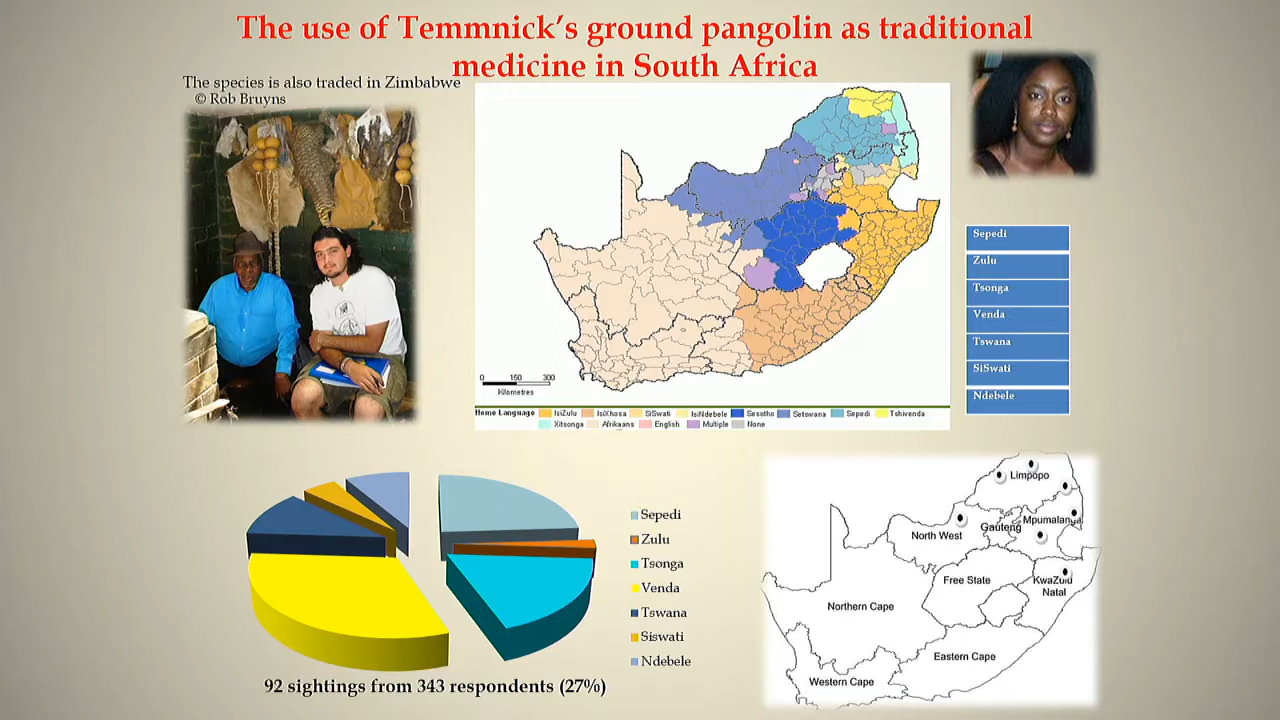 The use of Temmnick's ground pangolin as traditional
medicine in South Africa
The species is also traded in Zimbabwe
© Rob Bruyns
0 150 300
Kilometres
Home Language IsiZulu IsiXhosa SiSwati IsiNdebele Sesotho Setswana Sepedi Tshivenda
Xitsonga Afrikaans English Multiple None
Sepedi
Zulu
Tsonga
Venda
Tswana
SiSwati
Ndebele
Sepedi
Zulu
Tsonga
Venda
Tswana
Siswati
Ndebele
92 sightings from 343 respondents (27%)
Limpopo
Mpumalanga
Gauteng
North West
Free State
KwaZulu
Natal
Northern Cape
Eastern Cape
Western Cape